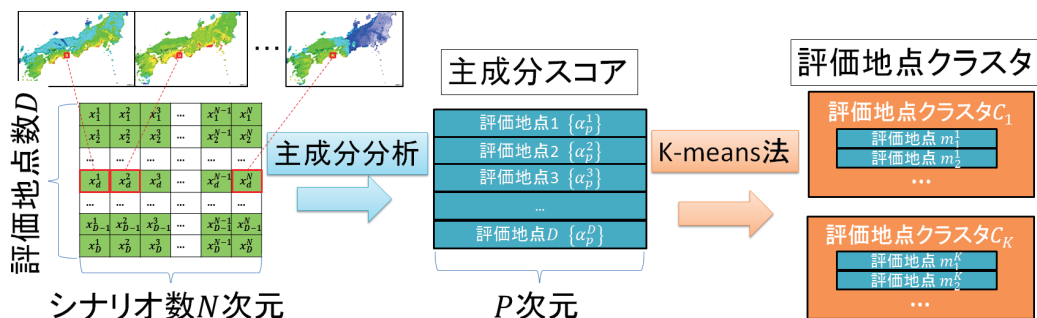 …
評価地点数D
x_1^1 x_1^2 x_1^3 … x_1^{N-1} x_1^N
x_2^1 x_2^2 x_2^3 … x_2^{N-1} x_2^N
… … … … …
x_d^1 x_d^2 x_d^3 … x_d^{N-1} x_d^N
… … … … …
x_{D-1}^1 x_{D-1}^2 x_{D-1}^3 … x_{D-1}^{N-1} x_{D-1}^N
x_D^1 x_D^2 x_D^3 … x_D^{N-1} x_D^N
シナリオ数N次元
主成分分析
主成分スコア
評価地点1 {α_p^1}
評価地点2 {α_p^2}
評価地点3 {α_p^3}
…
評価地点D {α_p^D}
P次元
K-means法
評価地点クラスタ
評価地点クラスタC_1
評価地点 m_1^1
評価地点 m_2^1
…
評価地点クラスタC_K
評価地点 m_1^K
評価地点 m_2^K
…